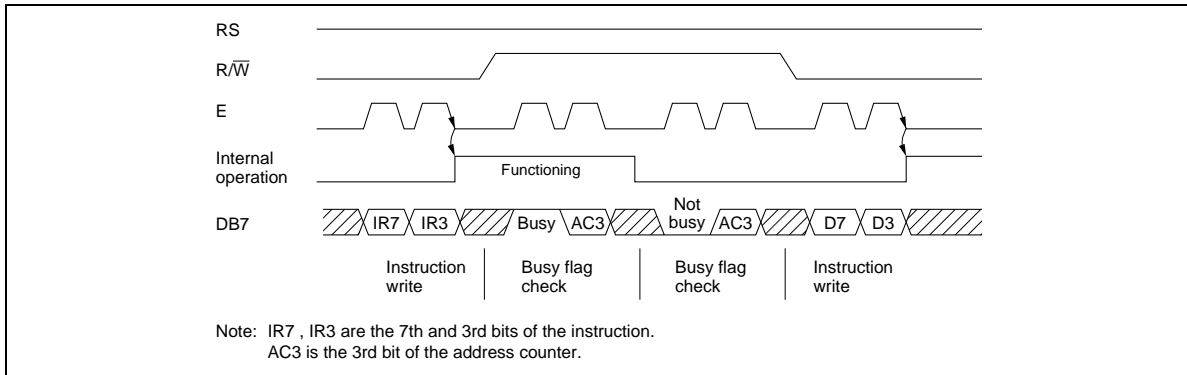 RS
R/W̅
E
Internal
operation
Functioning
DB7
IR7 IR3 Busy AC3 Not
busy AC3 D7 D3
Instruction
write
Busy flag
check
Busy flag
check
Instruction
write
Note: IR7 , IR3 are the 7th and 3rd bits of the instruction.
AC3 is the 3rd bit of the address counter.